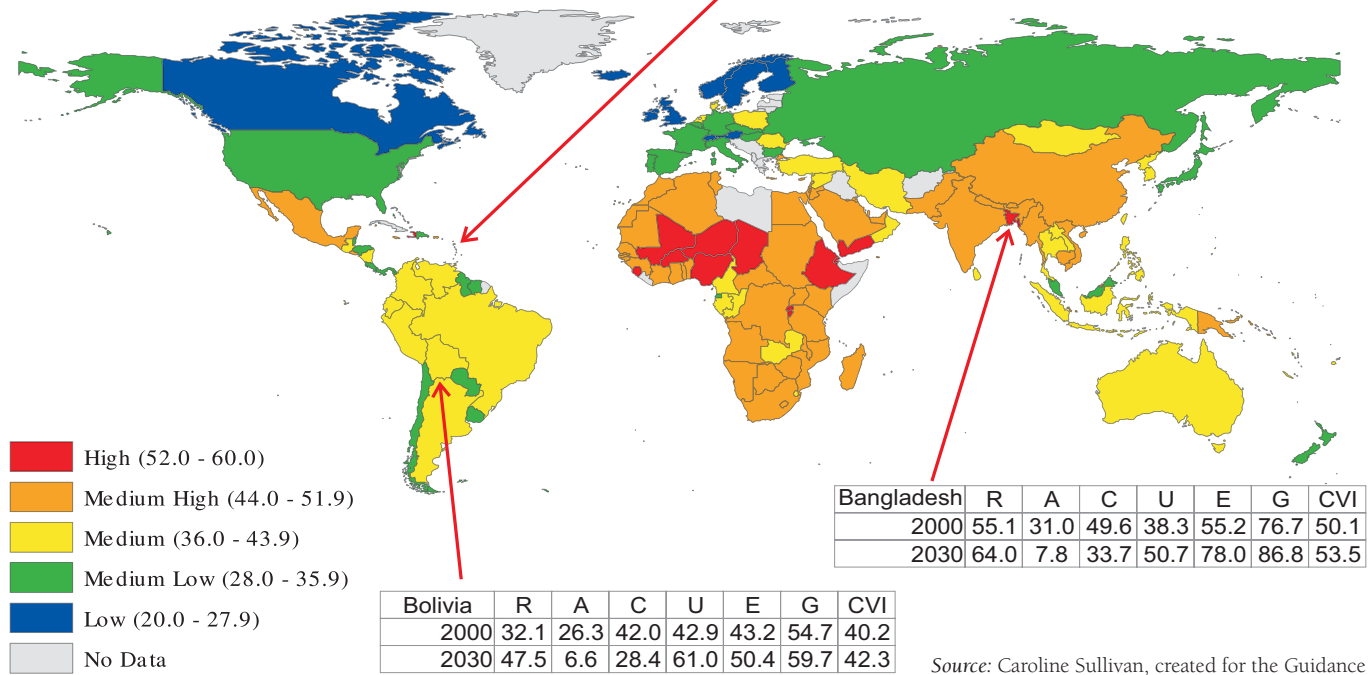 High (52.0 - 60.0)
Medium High (44.0 - 51.9)
Medium (36.0 - 43.9)
Medium Low (28.0 - 35.9)
Low (20.0 - 27.9)
No Data
Bangladesh R A C U E G CVI
2000 55.1 31.0 49.6 38.3 55.2 76.7 50.1
2030 64.0 7.8 33.7 50.7 78.0 86.8 53.5
Bolivia R A C U E G CVI
2000 32.1 26.3 42.0 42.9 43.2 54.7 40.2
2030 47.5 6.6 28.4 61.0 50.4 59.7 42.3
Source: Caroline Sullivan, created for the Guidance